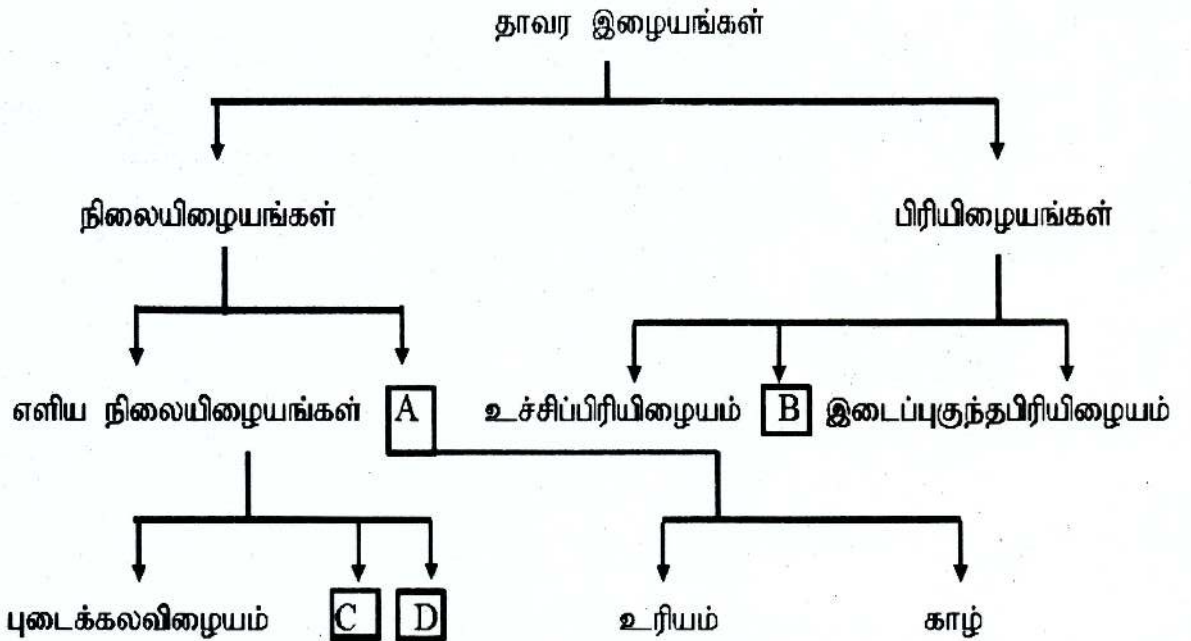 தாவர இழையங்கள்
நிலையிழையங்கள் பிரியிழையங்கள்
எளிய நிலையிழையங்கள் A உச்சிப்பிரியிழையம் B இடைப்புகுந்தபிரியிழையம்
புடைக்கலவிழையம் C D உரியம் காழ்